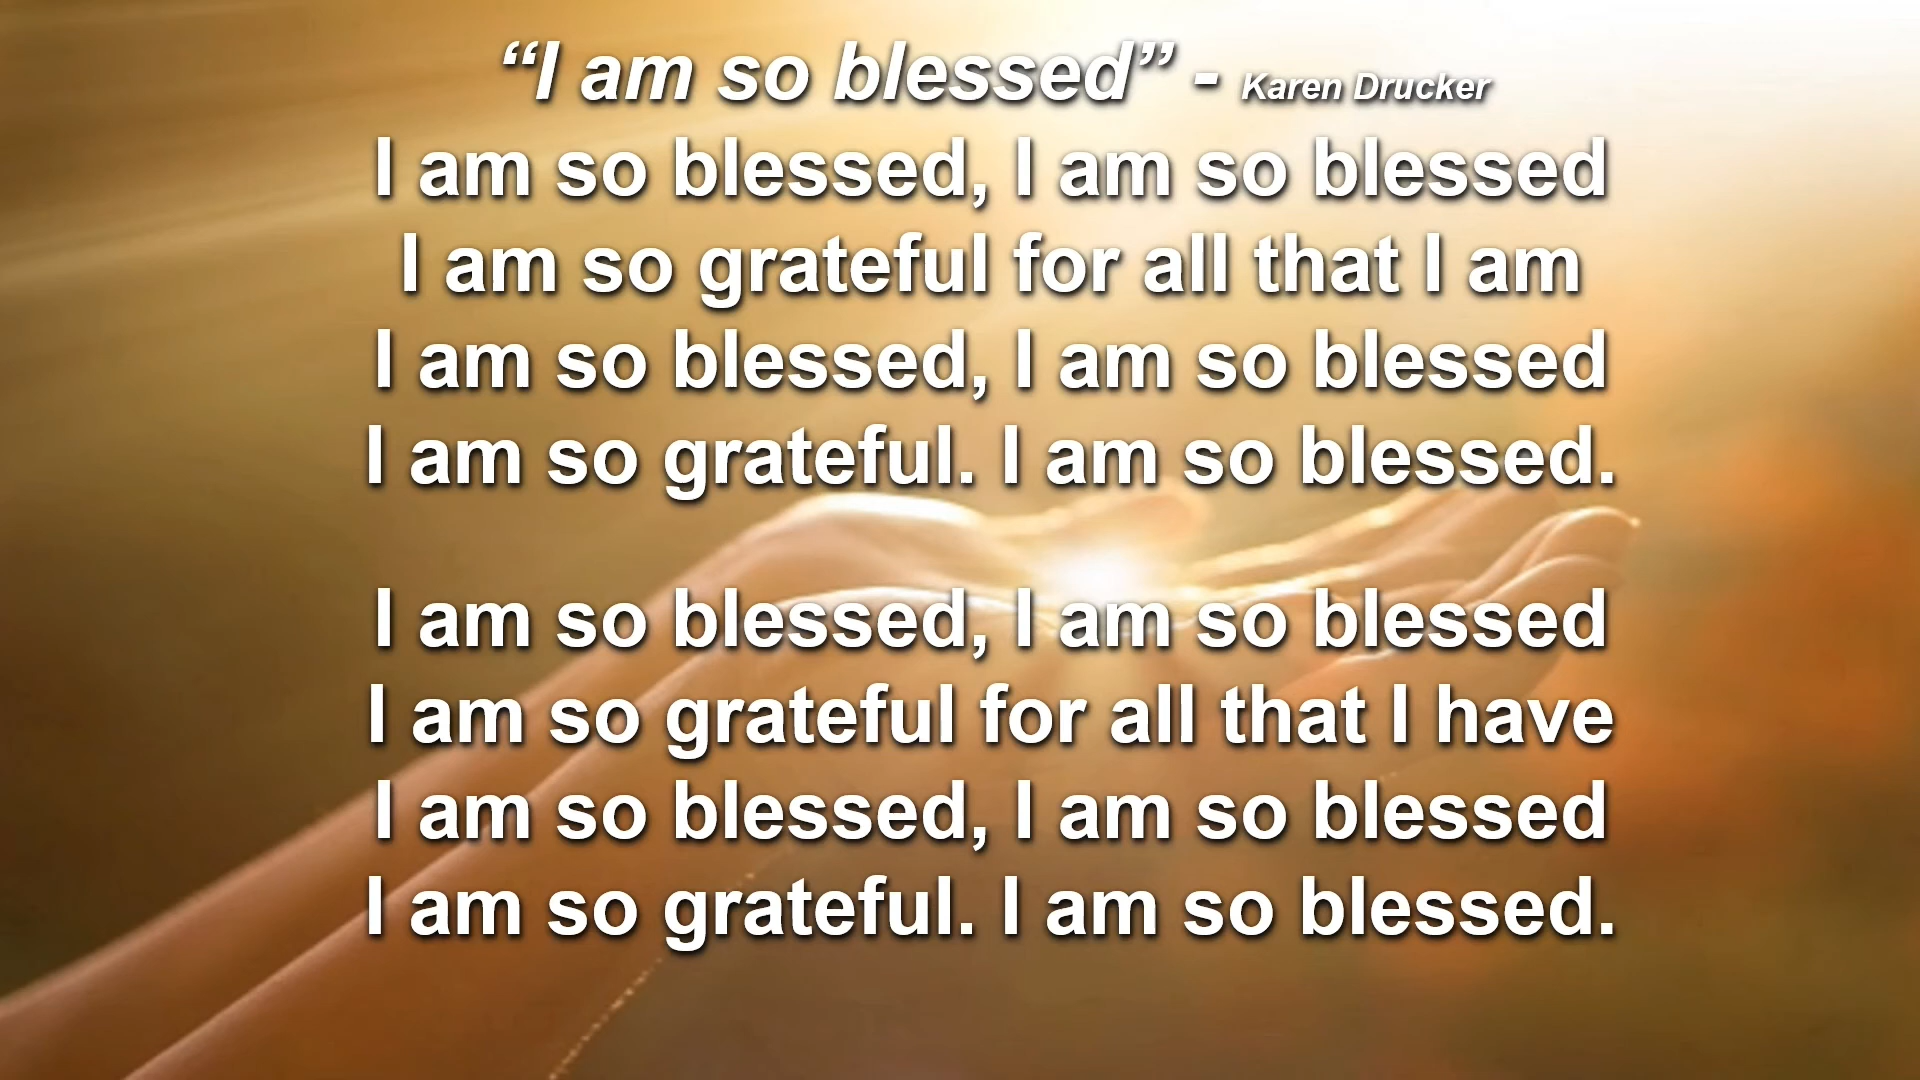 “I am so blessed” - Karen Drucker
I am so blessed, I am so blessed
I am so grateful for all that I am
I am so blessed, I am so blessed
I am so grateful. I am so blessed.
I am so blessed, I am so blessed
I am so grateful for all that I have
I am so blessed, I am so blessed
I am so grateful. I am so blessed.